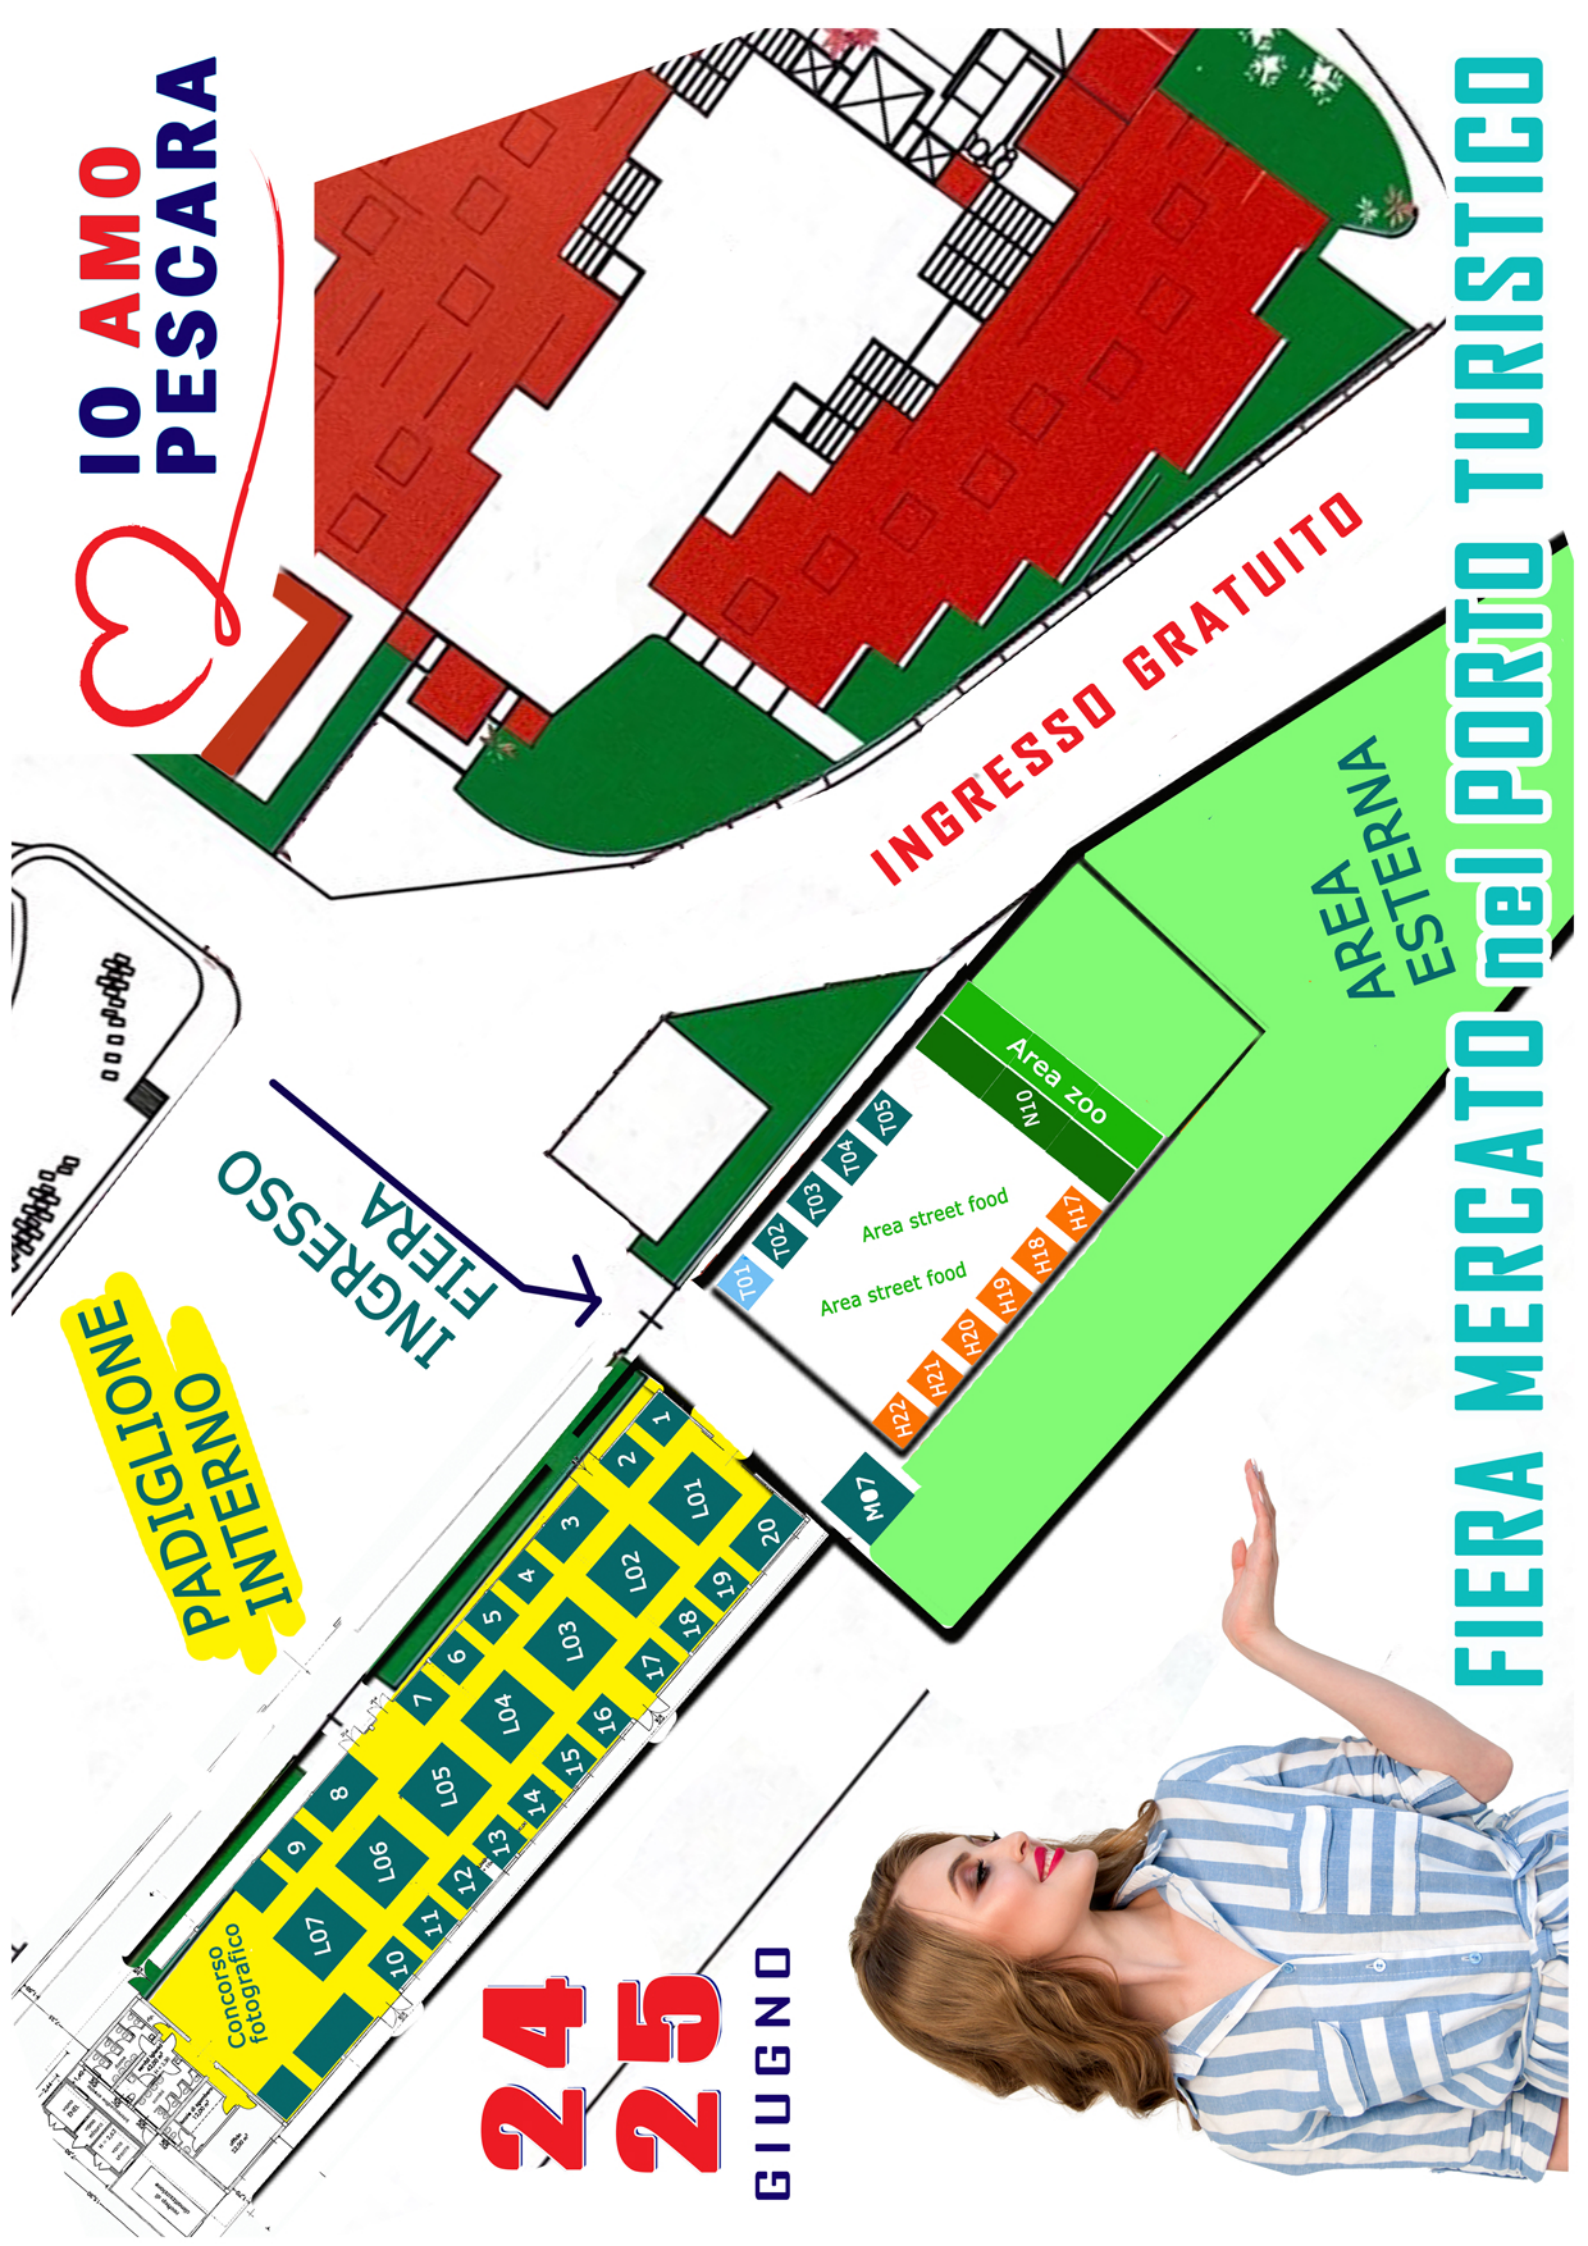 IO AMO
PESCARA
PADIGLIONE
INTERNO
INGRESSO
FIERA
INGRESSO GRATUITO
AREA
ESTERNA
Area zoo
N10
T01
T02
T03
T04
T05
Area street food
Area street food
H17
H18
H19
H20
H21
H22
M07
1
2
3
4
5
6
7
8
9
L01
L02
L03
L04
L05
L06
L07
20
19
18
17
16
15
14
13
12
11
10
Concorso
fotografico
24
25
GIUGNO
FIERA MERCATO nel PORTO TURISTICO